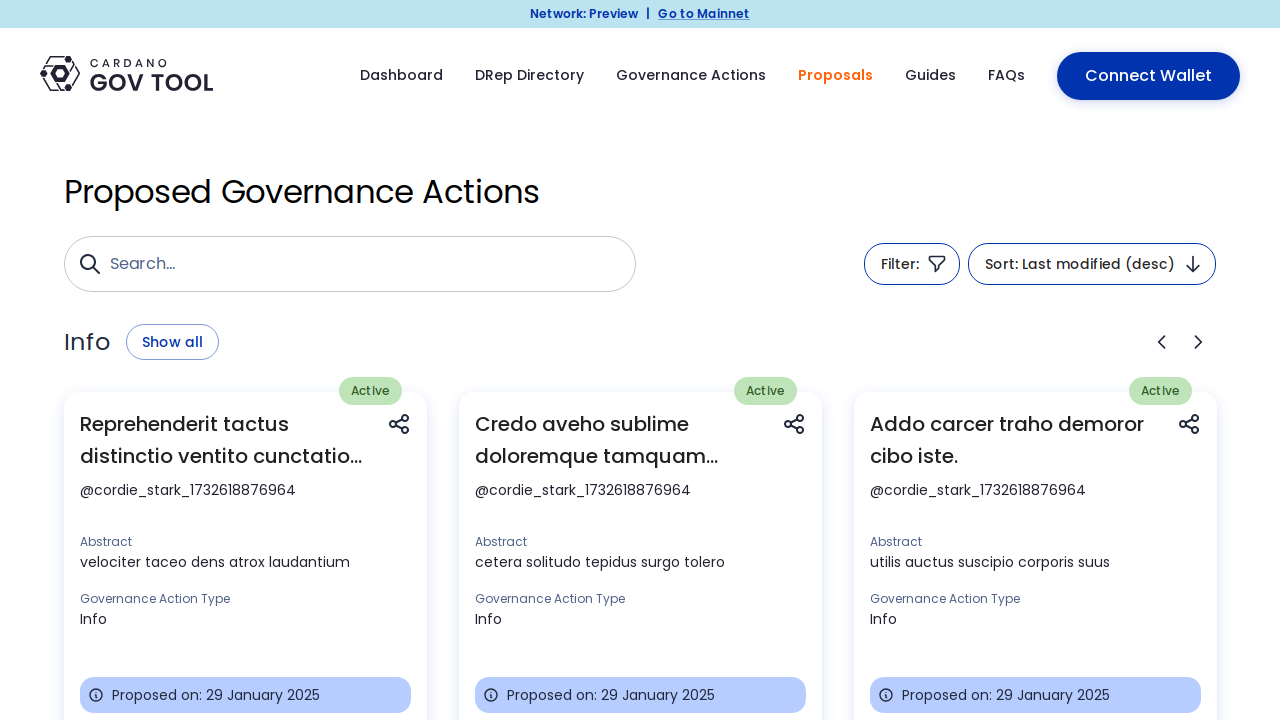 Network: Preview | Go to Mainnet
CARDANO
GOV TOOL
Dashboard DRep Directory Governance Actions Proposals Guides FAQs Connect Wallet
Proposed Governance Actions
Search...
Filter:
Sort: Last modified (desc)
Info
Show all
Active
Reprehenderit tactus
distinctio ventito cunctatio...
@cordie_stark_1732618876964
Abstract
velociter taceo dens atrox laudantium
Governance Action Type
Info
Proposed on: 29 January 2025
Active
Credo aveho sublime
doloremque tamquam...
@cordie_stark_1732618876964
Abstract
cetera solitudo tepidus surgo tolero
Governance Action Type
Info
Proposed on: 29 January 2025
Active
Addo carcer traho demoror
cibo iste.
@cordie_stark_1732618876964
Abstract
utilis auctus suscipio corporis suus
Governance Action Type
Info
Proposed on: 29 January 2025